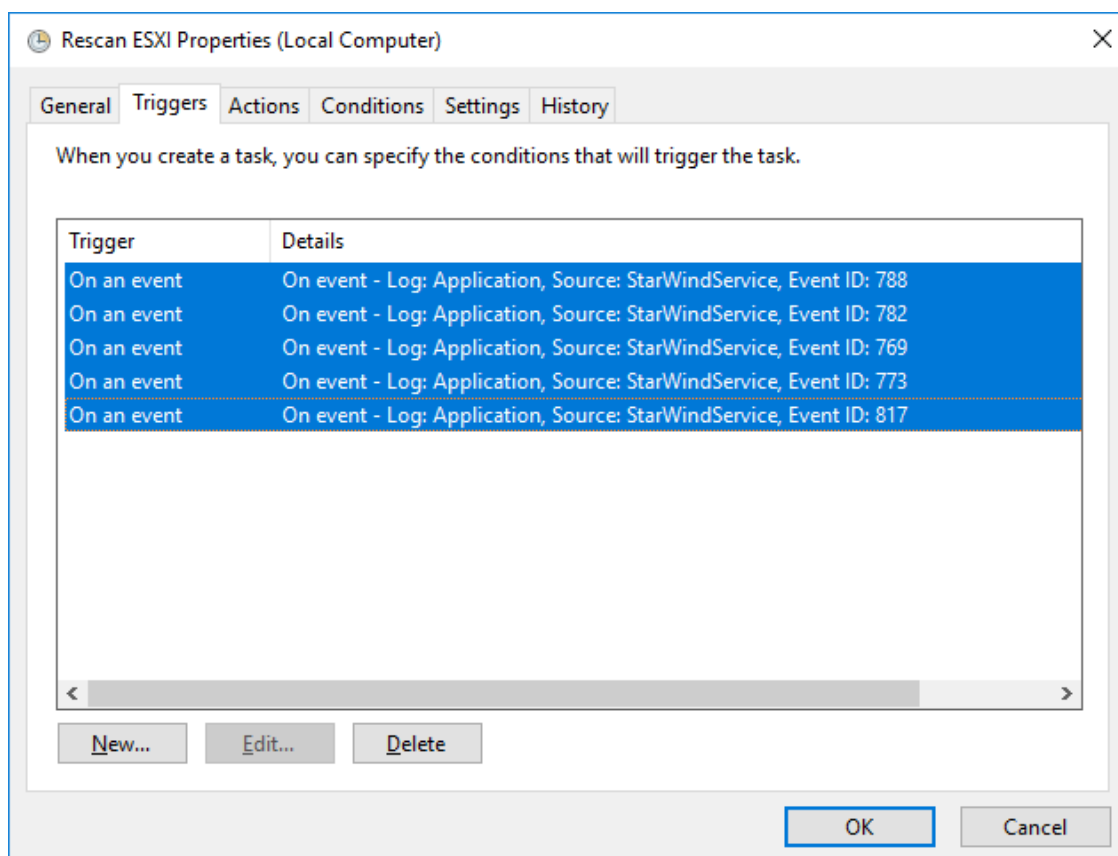 Rescan ESXI Properties (Local Computer)
General Triggers Actions Conditions Settings History
When you create a task, you can specify the conditions that will trigger the task.
Trigger Details
On an event On event - Log: Application, Source: StarWindService, Event ID: 788
On an event On event - Log: Application, Source: StarWindService, Event ID: 782
On an event On event - Log: Application, Source: StarWindService, Event ID: 769
On an event On event - Log: Application, Source: StarWindService, Event ID: 773
On an event On event - Log: Application, Source: StarWindService, Event ID: 817
New... Edit... Delete
OK Cancel